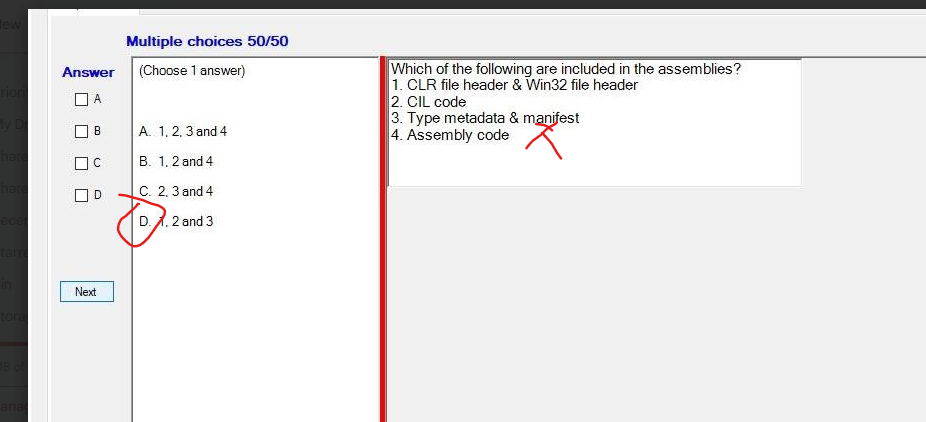 Multiple choices 50/50
Answer
(Choose 1 answer)
Which of the following are included in the assemblies?
1. CLR file header & Win32 file header
2. CIL code
3. Type metadata & manifest
4. Assembly code
A
B
C
D
A. 1, 2, 3 and 4
B. 1, 2 and 4
C. 2, 3 and 4
D. 1, 2 and 3
Next